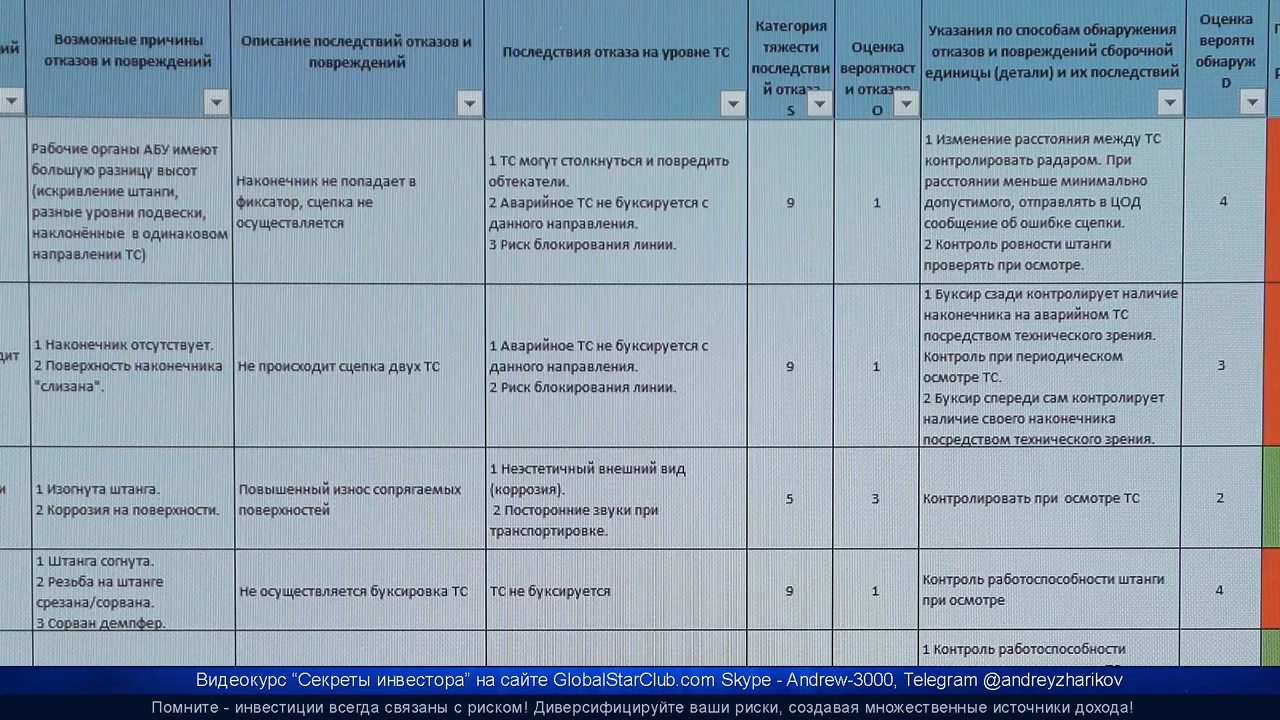 ий
Возможные причины
отказов и повреждений
Описание последствий отказов и
повреждений
Последствия отказа на уровне ТС
Категория
тяжести
последстви
й отказа
S
Оценка
вероятност
и отказов
O
Указания по способам обнаружения
отказов и повреждений сборочной
единицы (детали) и их последствий
Оценка
вероятн
обнаруж
D
Рабочие органы АБУ имеют
большую разницу высот
(искривление штанги,
разные уровни подвески,
наклонённые в одинаковом
направлении ТС)
Наконечник не попадает в
фиксатор, сцепка не
осуществляется
1 ТС могут столкнуться и повредить
обтекатели.
2 Аварийное ТС не буксируется с
данного направления.
3 Риск блокирования линии.
9
1
1 Изменение расстояния между ТС
контролировать радаром. При
расстоянии меньше минимально
допустимого, отправлять в ЦОД
сообщение об ошибке сцепки.
2 Контроль ровности штанги
проверять при осмотре.
4
дит
1 Наконечник отсутствует.
2 Поверхность наконечника
"слизана".
Не происходит сцепка двух ТС
1 Аварийное ТС не буксируется с
данного направления.
2 Риск блокирования линии.
9
1
1 Буксир сзади контролирует наличие
наконечника на аварийном ТС
посредством технического зрения.
Контроль при периодическом
осмотре ТС.
2 Буксир спереди сам контролирует
наличие своего наконечника
посредством технического зрения.
3
и
1 Изогнута штанга.
2 Коррозия на поверхности.
Повышенный износ сопрягаемых
поверхностей
1 Неэстетичный внешний вид
(коррозия).
2 Посторонние звуки при
транспортировке.
5
3
Контролировать при осмотре ТС
2
1 Штанга согнута.
2 Резьба на штанге
срезана/сорвана.
3 Сорван демпфер.
Не осуществляется буксировка ТС
ТС не буксируется
9
1
Контроль работоспособности штанги
при осмотре
4
1 Контроль работоспособности
Видеокурс “Секреты инвестора” на сайте GlobalStarClub.com Skype - Andrew-3000, Telegram @andreyzharikov
Помните - инвестиции всегда связаны с риском! Диверсифицируйте ваши риски, создавая множественные источники дохода!